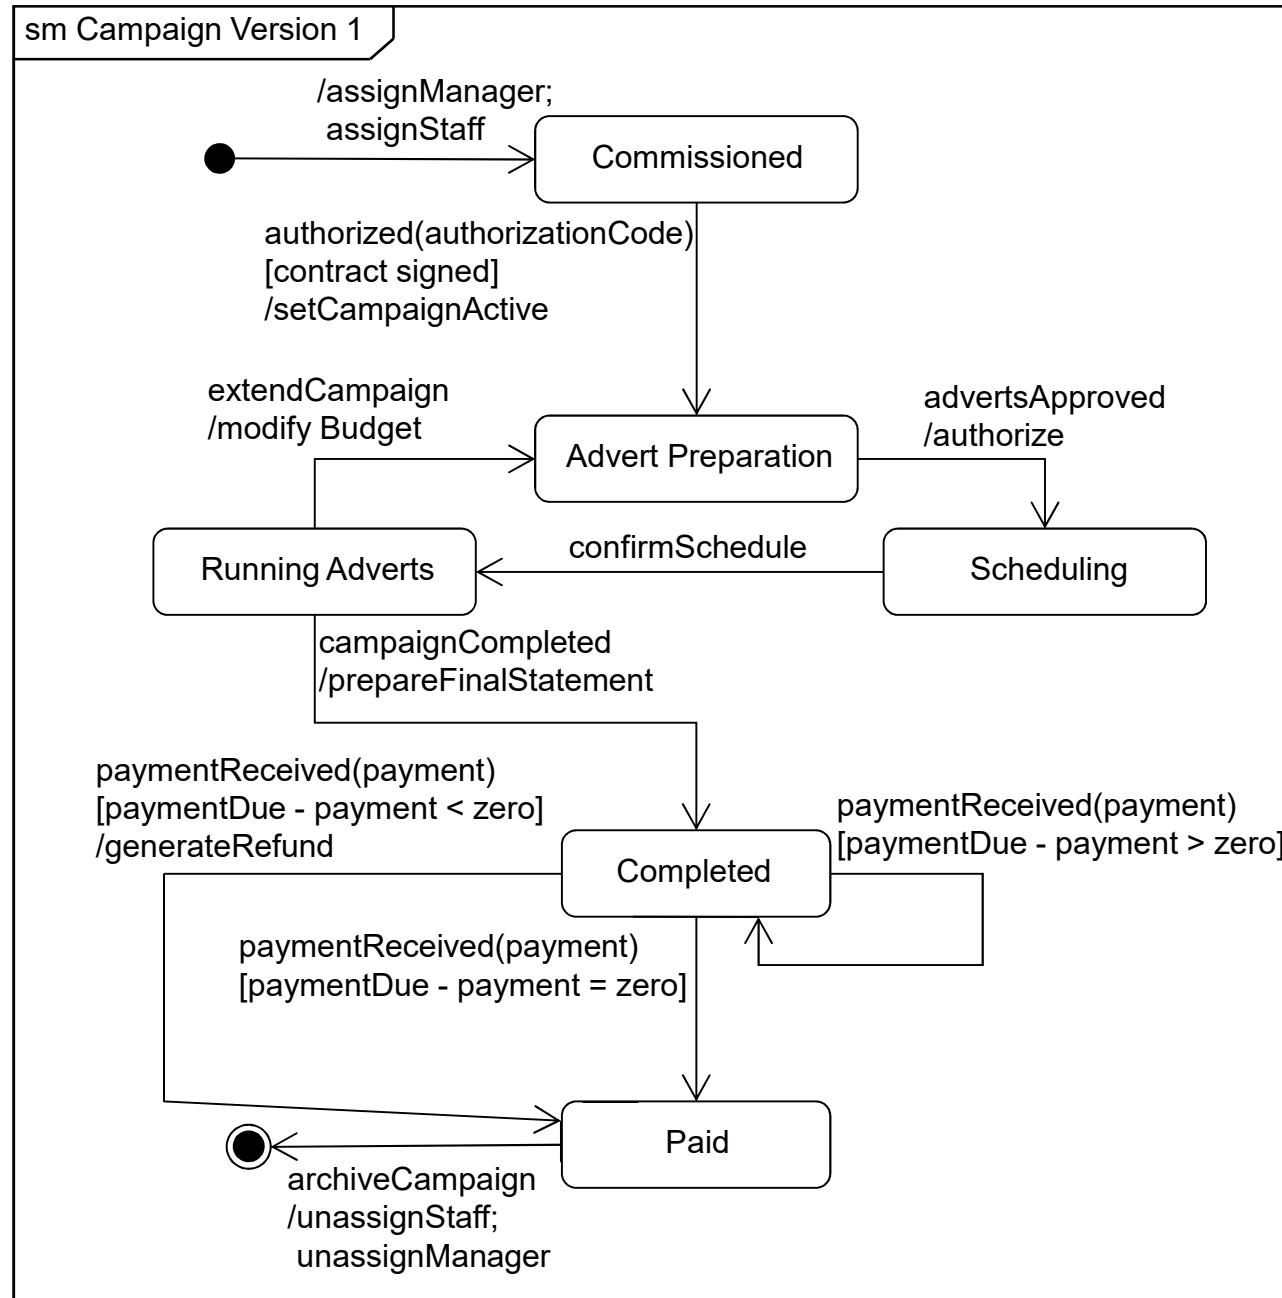 sm Campaign Version 1
/assignManager;
assignStaff
Commissioned
authorized(authorizationCode)
[contract signed]
/setCampaignActive
extendCampaign
/modify Budget
advertsApproved
/authorize
Advert Preparation
Running Adverts
confirmSchedule
Scheduling
campaignCompleted
/prepareFinalStatement
paymentReceived(payment)
[paymentDue - payment < zero]
/generateRefund
paymentReceived(payment)
[paymentDue - payment > zero]
Completed
paymentReceived(payment)
[paymentDue - payment = zero]
Paid
archiveCampaign
/unassignStaff;
unassignManager